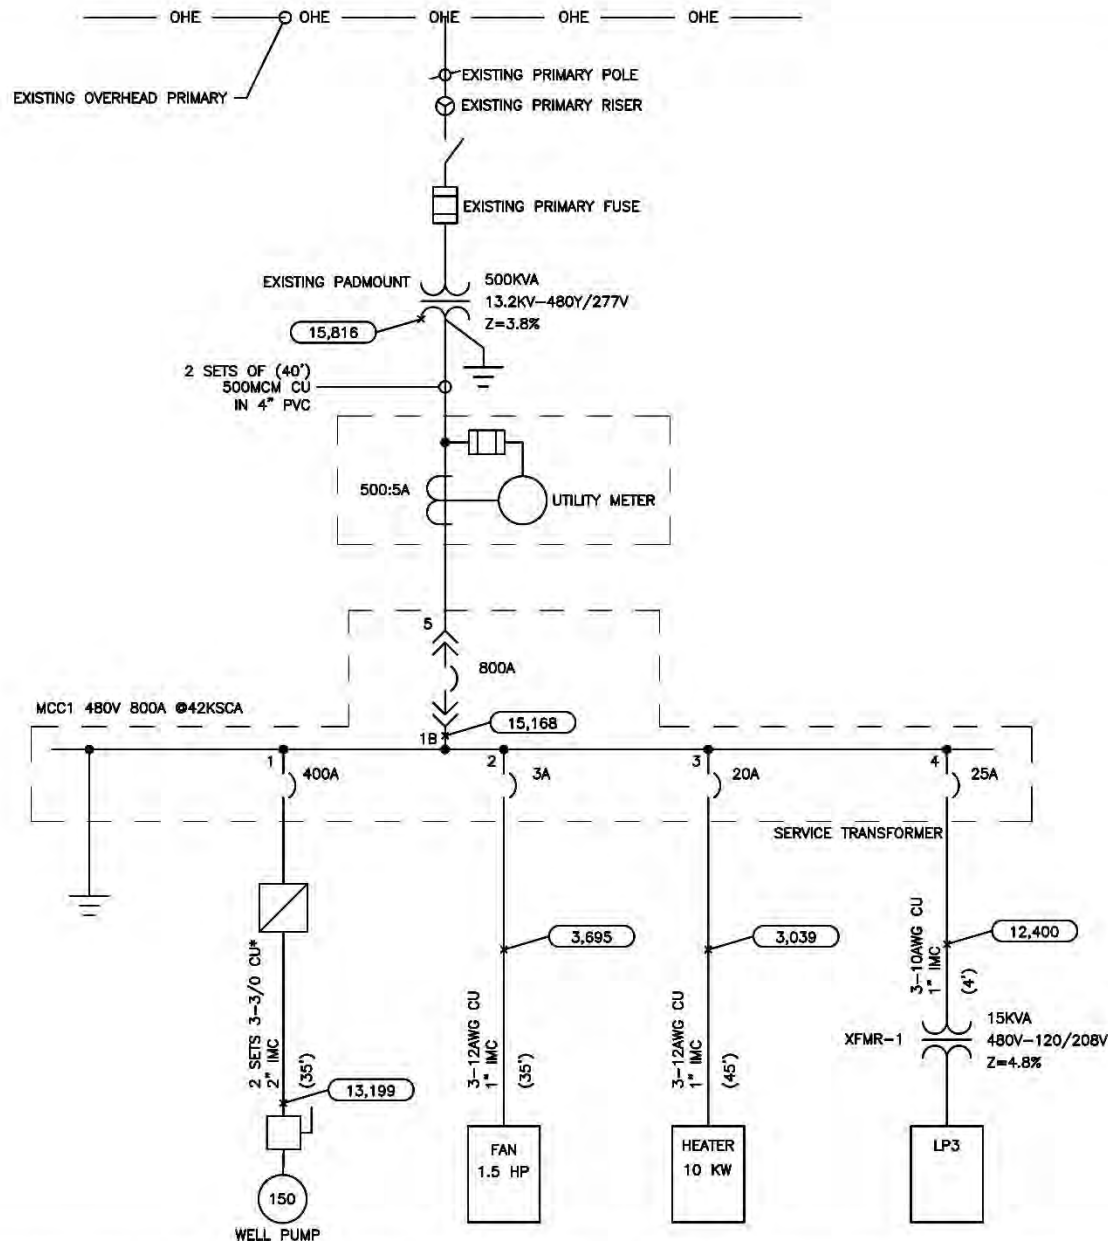 OHE OHE OHE OHE OHE
EXISTING OVERHEAD PRIMARY
EXISTING PRIMARY POLE
EXISTING PRIMARY RISER
EXISTING PRIMARY FUSE
EXISTING PADMOUNT
500KVA
13.2KV-480Y/277V
Z=3.8%
15,816
2 SETS OF (40')
500MCM CU
IN 4" PVC
500:5A
UTILITY METER
5
800A
MCC1 480V 800A @42KSCA
15,168
1B
1
400A
2
3A
3
20A
4
25A
SERVICE TRANSFORMER
2 SETS 3-3/0 CU*
2" IMC
(35')
13,199
150
WELL PUMP
3,695
3-12AWG CU
1" IMC
(35')
FAN
1.5 HP
3,039
3-12AWG CU
1" IMC
(45')
HEATER
10 KW
12,400
3-10AWG CU
1" IMC
(4')
XFMR-1
15KVA
480V-120/208V
Z=4.8%
LP3